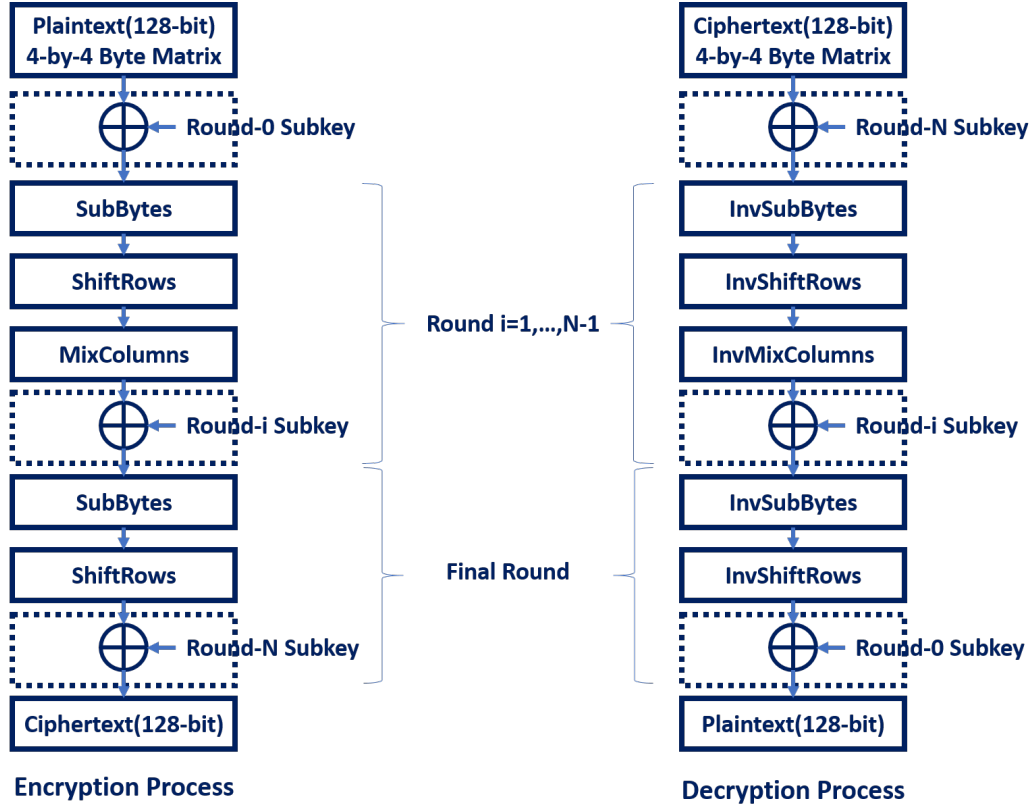 Plaintext(128-bit)
4-by-4 Byte Matrix
Round-0 Subkey
SubBytes
ShiftRows
MixColumns
Round-i Subkey
SubBytes
ShiftRows
Round-N Subkey
Ciphertext(128-bit)
Encryption Process
Round i=1,...,N-1
Final Round
Ciphertext(128-bit)
4-by-4 Byte Matrix
Round-N Subkey
InvSubBytes
InvShiftRows
InvMixColumns
Round-i Subkey
InvSubBytes
InvShiftRows
Round-0 Subkey
Plaintext(128-bit)
Decryption Process